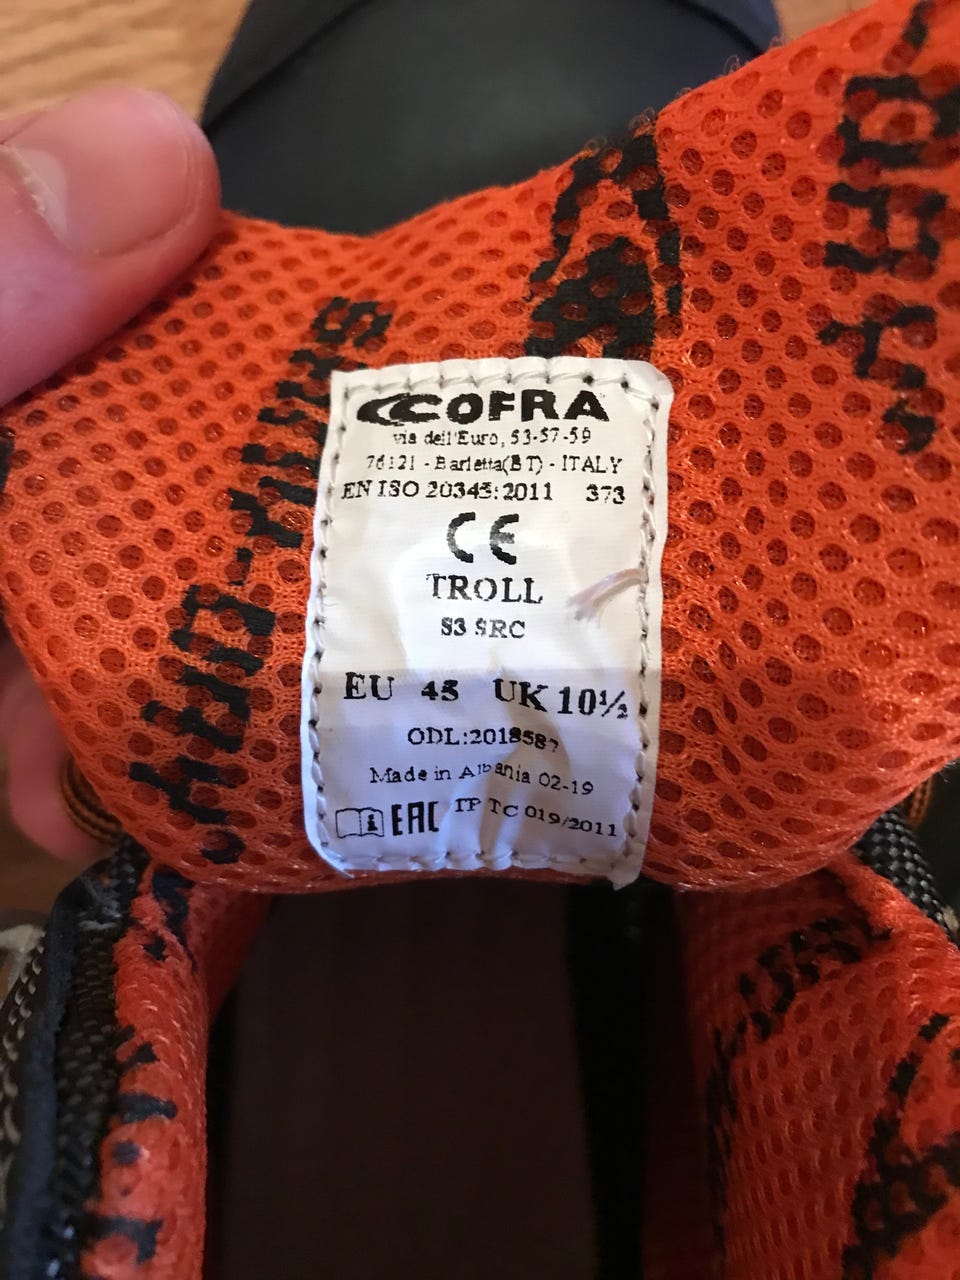 COFRA
via dell'Euro, 53-57-59
76121 - Barletta(BT) - ITALY
EN ISO 20345:2011 373
CE
TROLL
S3 SRC
EU 45 UK 10½
ODL:2018587
Made in Albania 02-19
EAC TP TC 019/2011